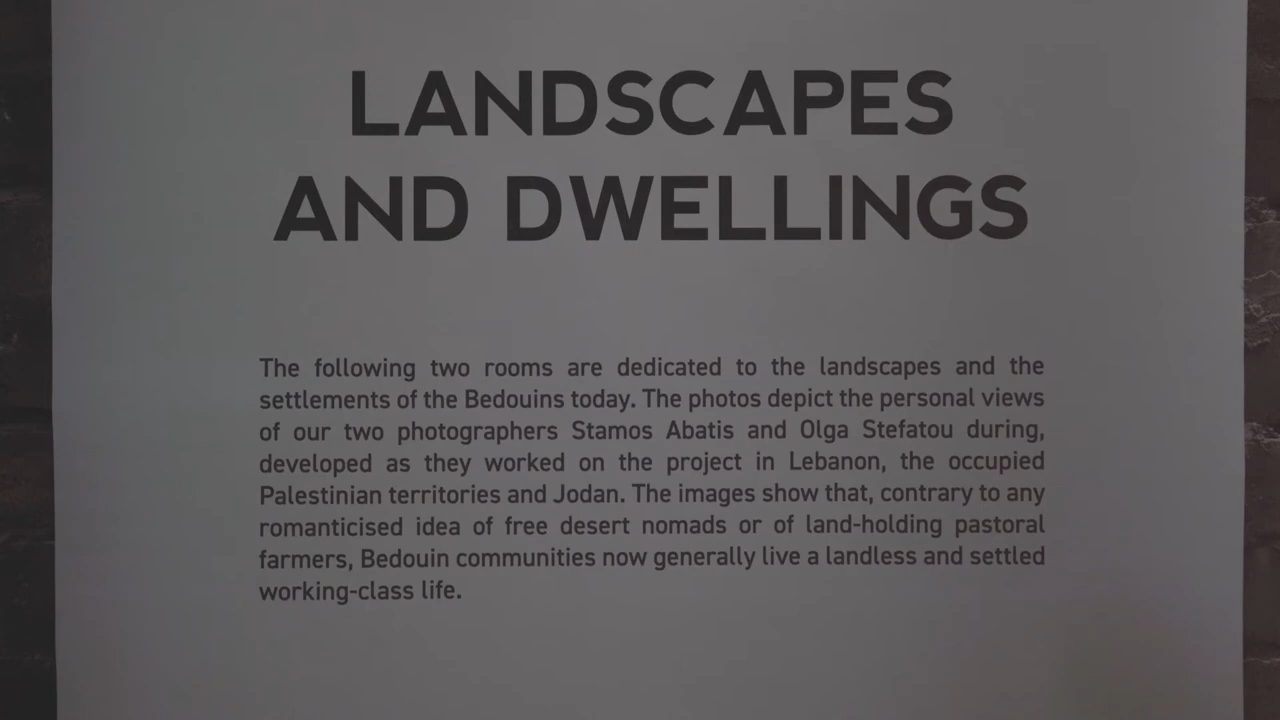 LANDSCAPES
AND DWELLINGS
The following two rooms are dedicated to the landscapes and the
settlements of the Bedouins today. The photos depict the personal views
of our two photographers Stamos Abatis and Olga Stefatou during,
developed as they worked on the project in Lebanon, the occupied
Palestinian territories and Jodan. The images show that, contrary to any
romanticised idea of free desert nomads or of land-holding pastoral
farmers, Bedouin communities now generally live a landless and settled
working-class life.